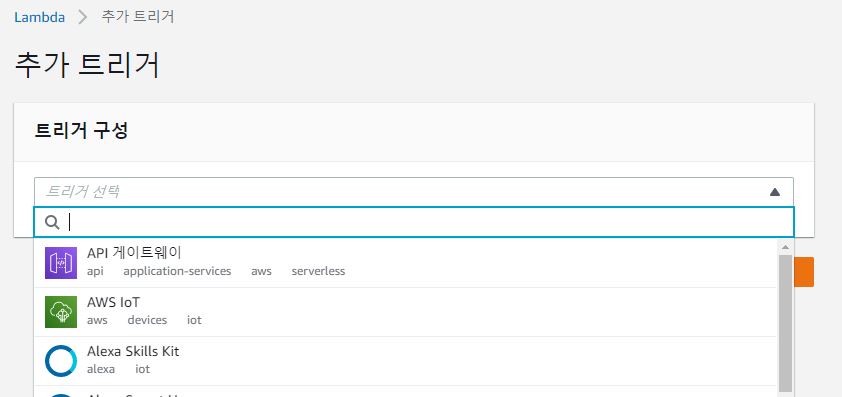 Lambda > 추가 트리거
추가 트리거
트리거 구성
트리거 선택
API 게이트웨이
api application-services aws serverless
AWS IoT
aws devices iot
Alexa Skills Kit
alexa iot